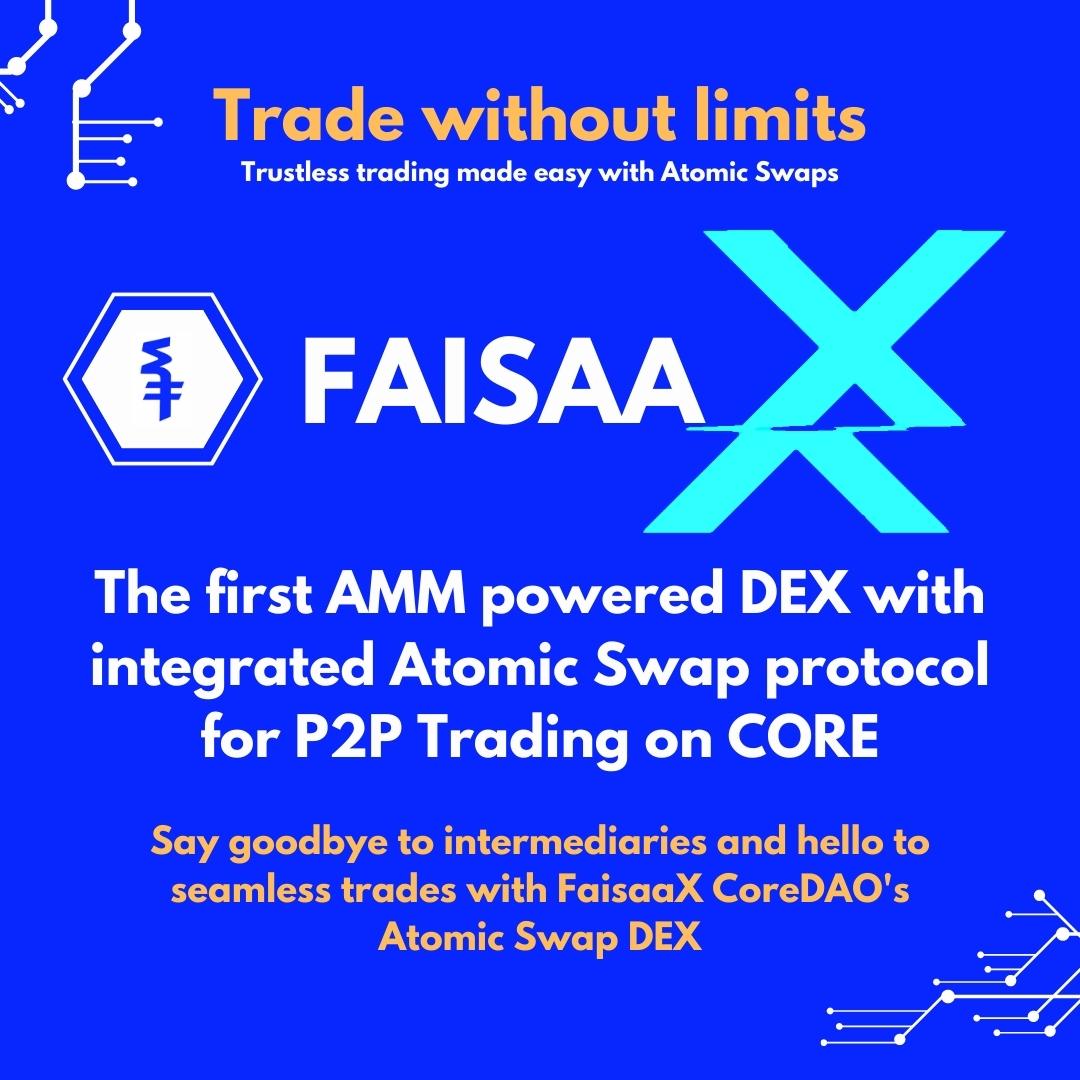 Trade without limits
Trustless trading made easy with Atomic Swaps
FAISAAX
The first AMM powered DEX with
integrated Atomic Swap protocol
for P2P Trading on CORE
Say goodbye to intermediaries and hello to
seamless trades with FaisaaX CoreDAO's
Atomic Swap DEX